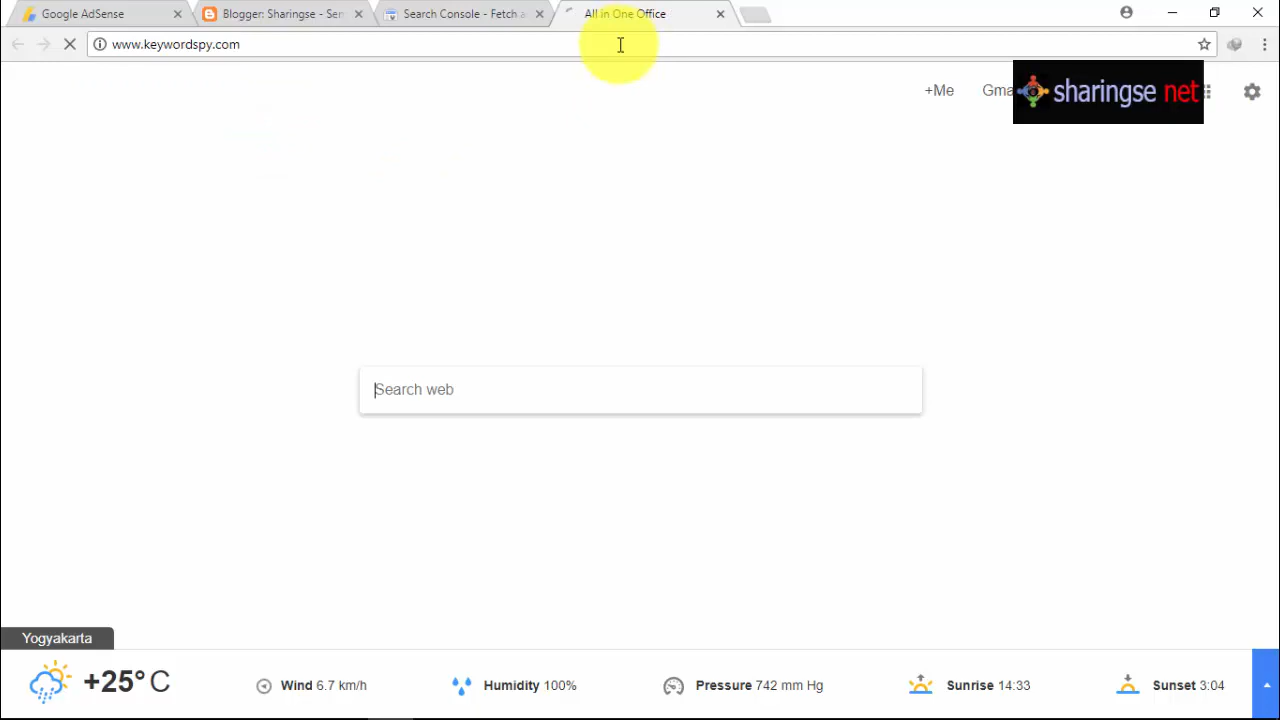 Google AdSense
Blogger: Sharingse - Sem
Search Console - Fetch a
All in One Office
www.keywordspy.com
+Me
Gma
sharingse net
Search web
Yogyakarta
+25° C
Wind 6.7 km/h
Humidity 100%
Pressure 742 mm Hg
Sunrise 14:33
Sunset 3:04